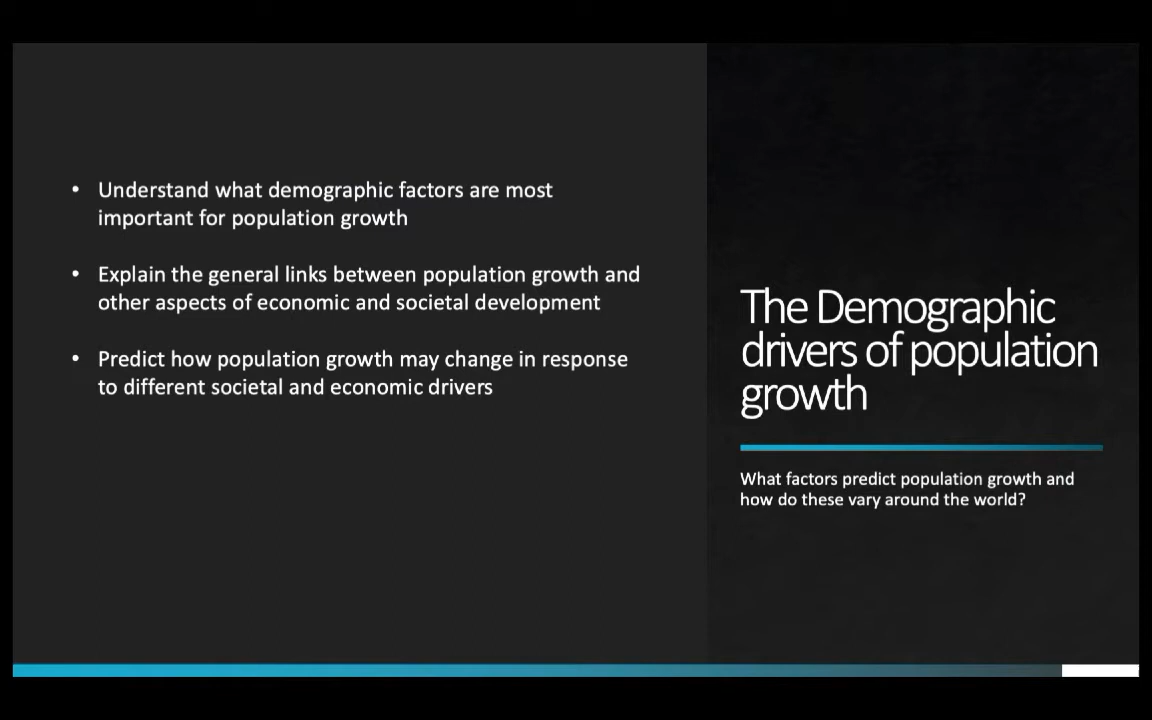 • Understand what demographic factors are most
important for population growth
• Explain the general links between population growth and
other aspects of economic and societal development
• Predict how population growth may change in response
to different societal and economic drivers
The Demographic
drivers of population
growth
What factors predict population growth and
how do these vary around the world?